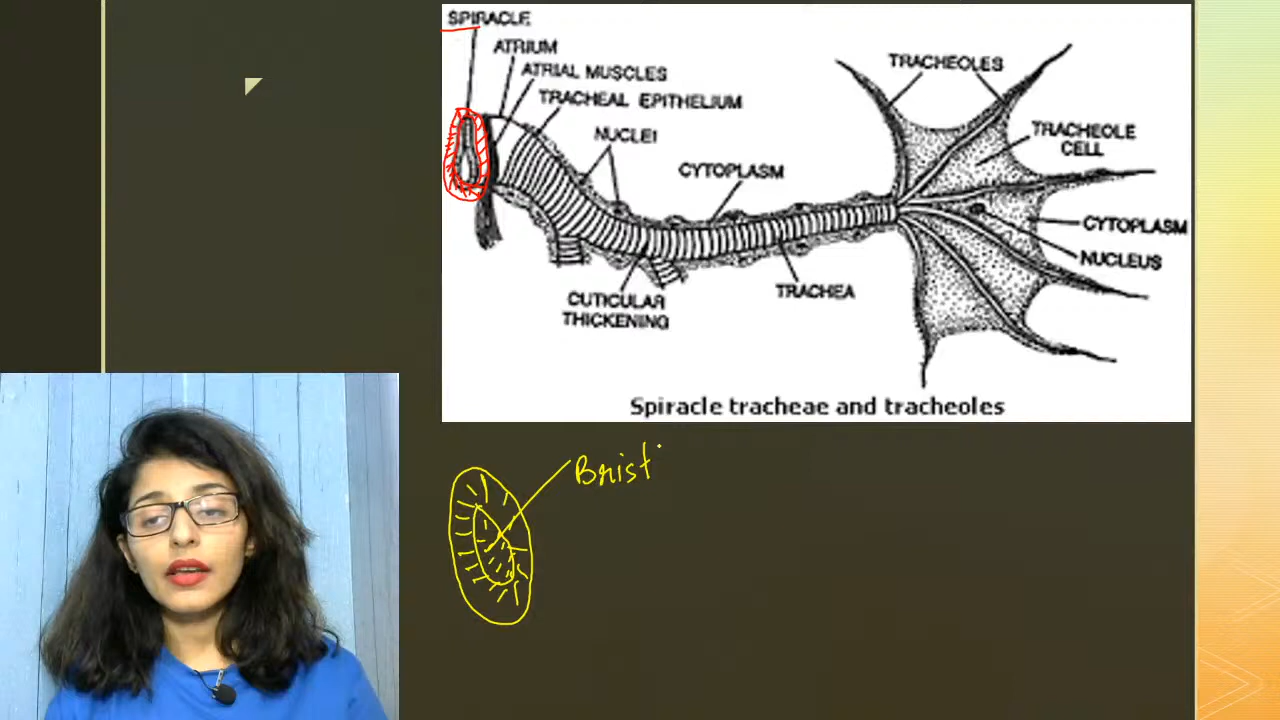 SPIRACLE
ATRIUM
ATRIAL MUSCLES
TRACHEAL EPITHELIUM
NUCLEI
CYTOPLASM
TRACHEOLES
TRACHEOLE
CELL
CYTOPLASM
NUCLEUS
TRACHEA
CUTICULAR
THICKENING
Spiracle tracheae and tracheoles
Brist